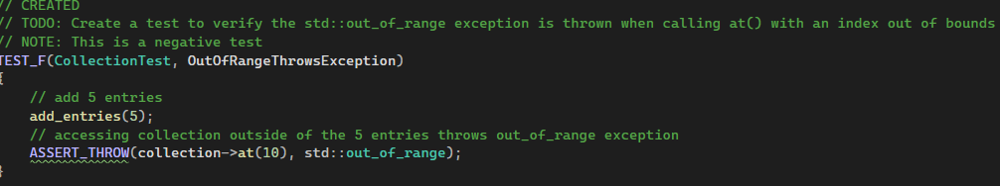 // CREATED
// TODO: Create a test to verify the std::out_of_range exception is thrown when calling at() with an index out of bounds
// NOTE: This is a negative test
TEST_F(CollectionTest, OutOfRangeThrowsException)
{
    // add 5 entries
    add_entries(5);
    // accessing collection outside of the 5 entries throws out_of_range exception
    ASSERT_THROW(collection->at(10), std::out_of_range);
}